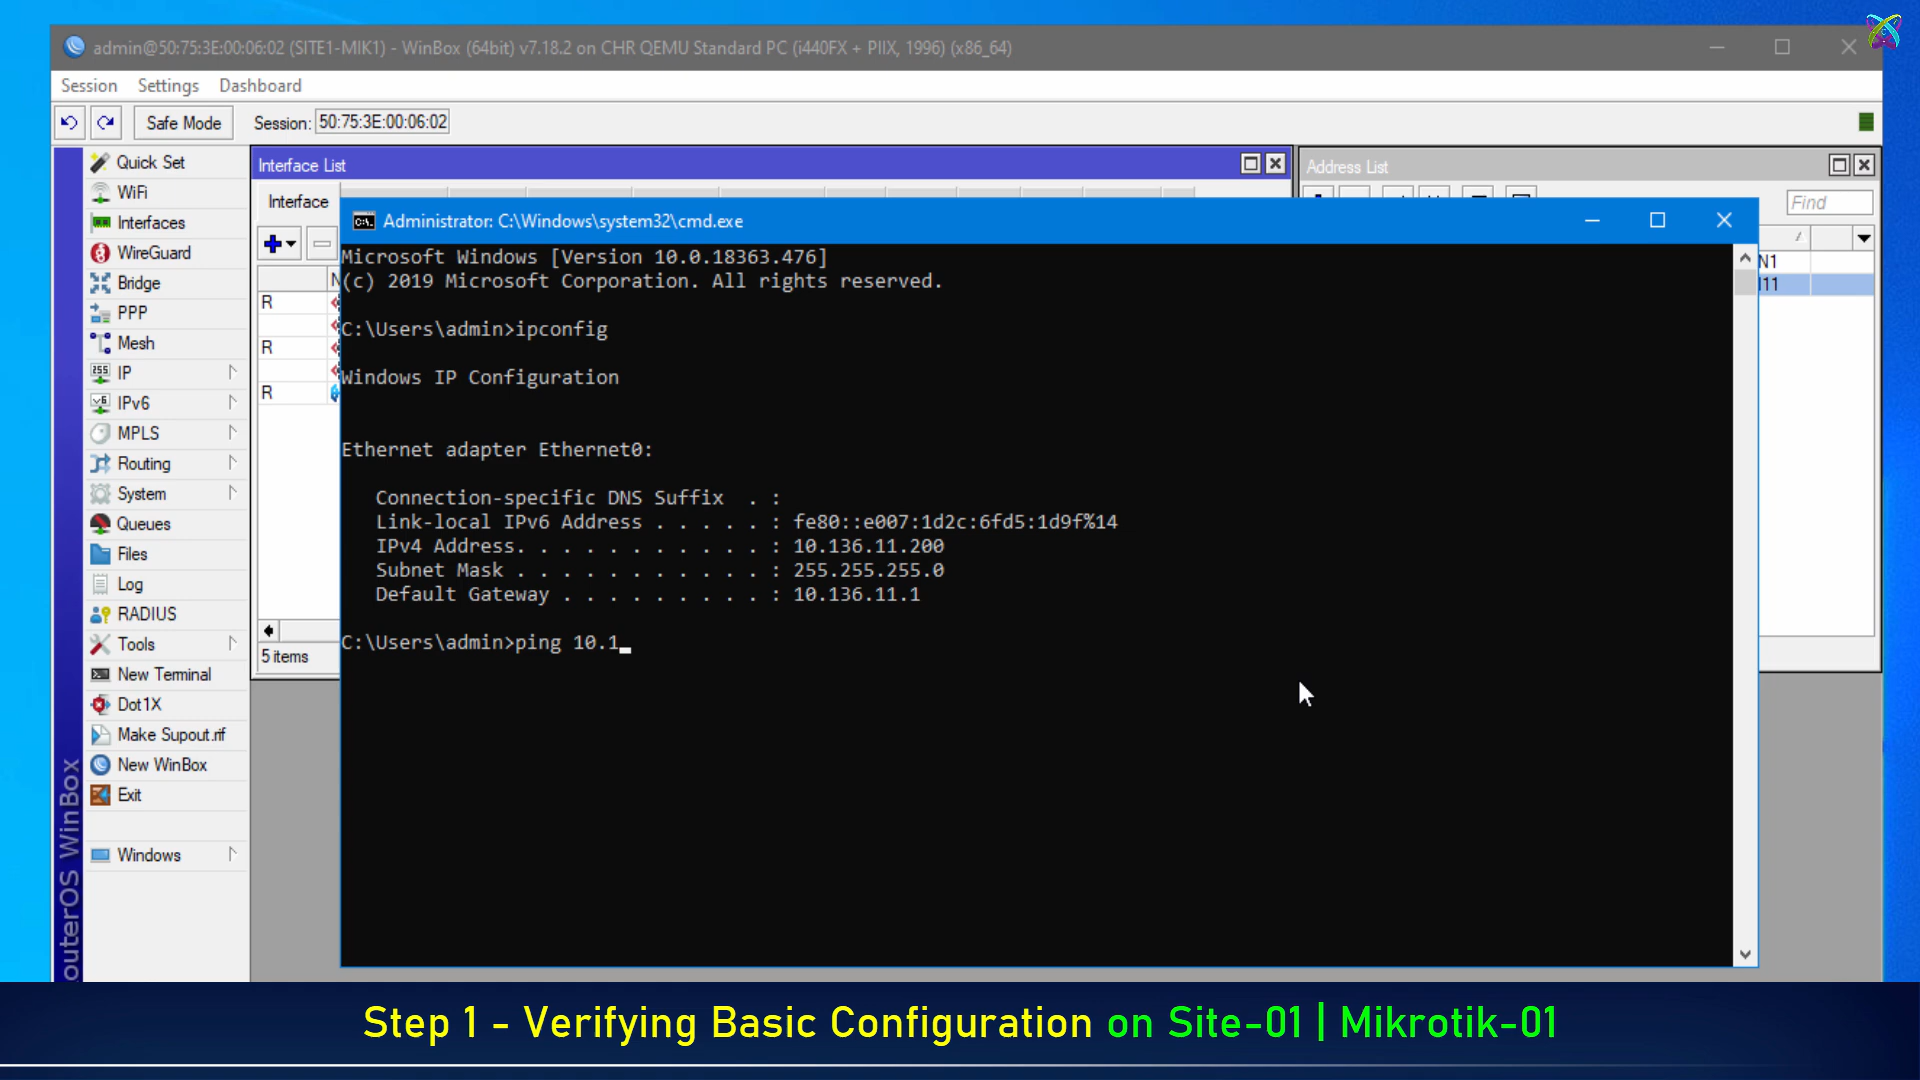 admin@50:75:3E:00:06:02 (SITE1-MIK1) - WinBox (64bit) v7.18.2 on CHR QEMU Standard PC (i440FX + PIIX, 1996) (x86_64)
Session Settings Dashboard
Safe Mode Session: 50:75:3E:00:06:02
Quick Set
WiFi
Interfaces
WireGuard
Bridge
PPP
Mesh
IP
IPv6
MPLS
Routing
System
Queues
Files
Log
RADIUS
Tools
New Terminal
Dot1X
Make Supout.rif
New WinBox
Exit
Windows
outerOS WinBox
Interface List
Interface
R
R
R
5 items
Address List
Find
N1
11
Administrator: C:\Windows\system32\cmd.exe
Microsoft Windows [Version 10.0.18363.476]
(c) 2019 Microsoft Corporation. All rights reserved.
C:\Users\admin>ipconfig
Windows IP Configuration
Ethernet adapter Ethernet0:
Connection-specific DNS Suffix . :
Link-local IPv6 Address . . . . . : fe80::e007:1d2c:6fd5:1d9f%14
IPv4 Address. . . . . . . . . . . : 10.136.11.200
Subnet Mask . . . . . . . . . . . : 255.255.255.0
Default Gateway . . . . . . . . . : 10.136.11.1
C:\Users\admin>ping 10.1_
Step 1 - Verifying Basic Configuration on Site-01 | Mikrotik-01